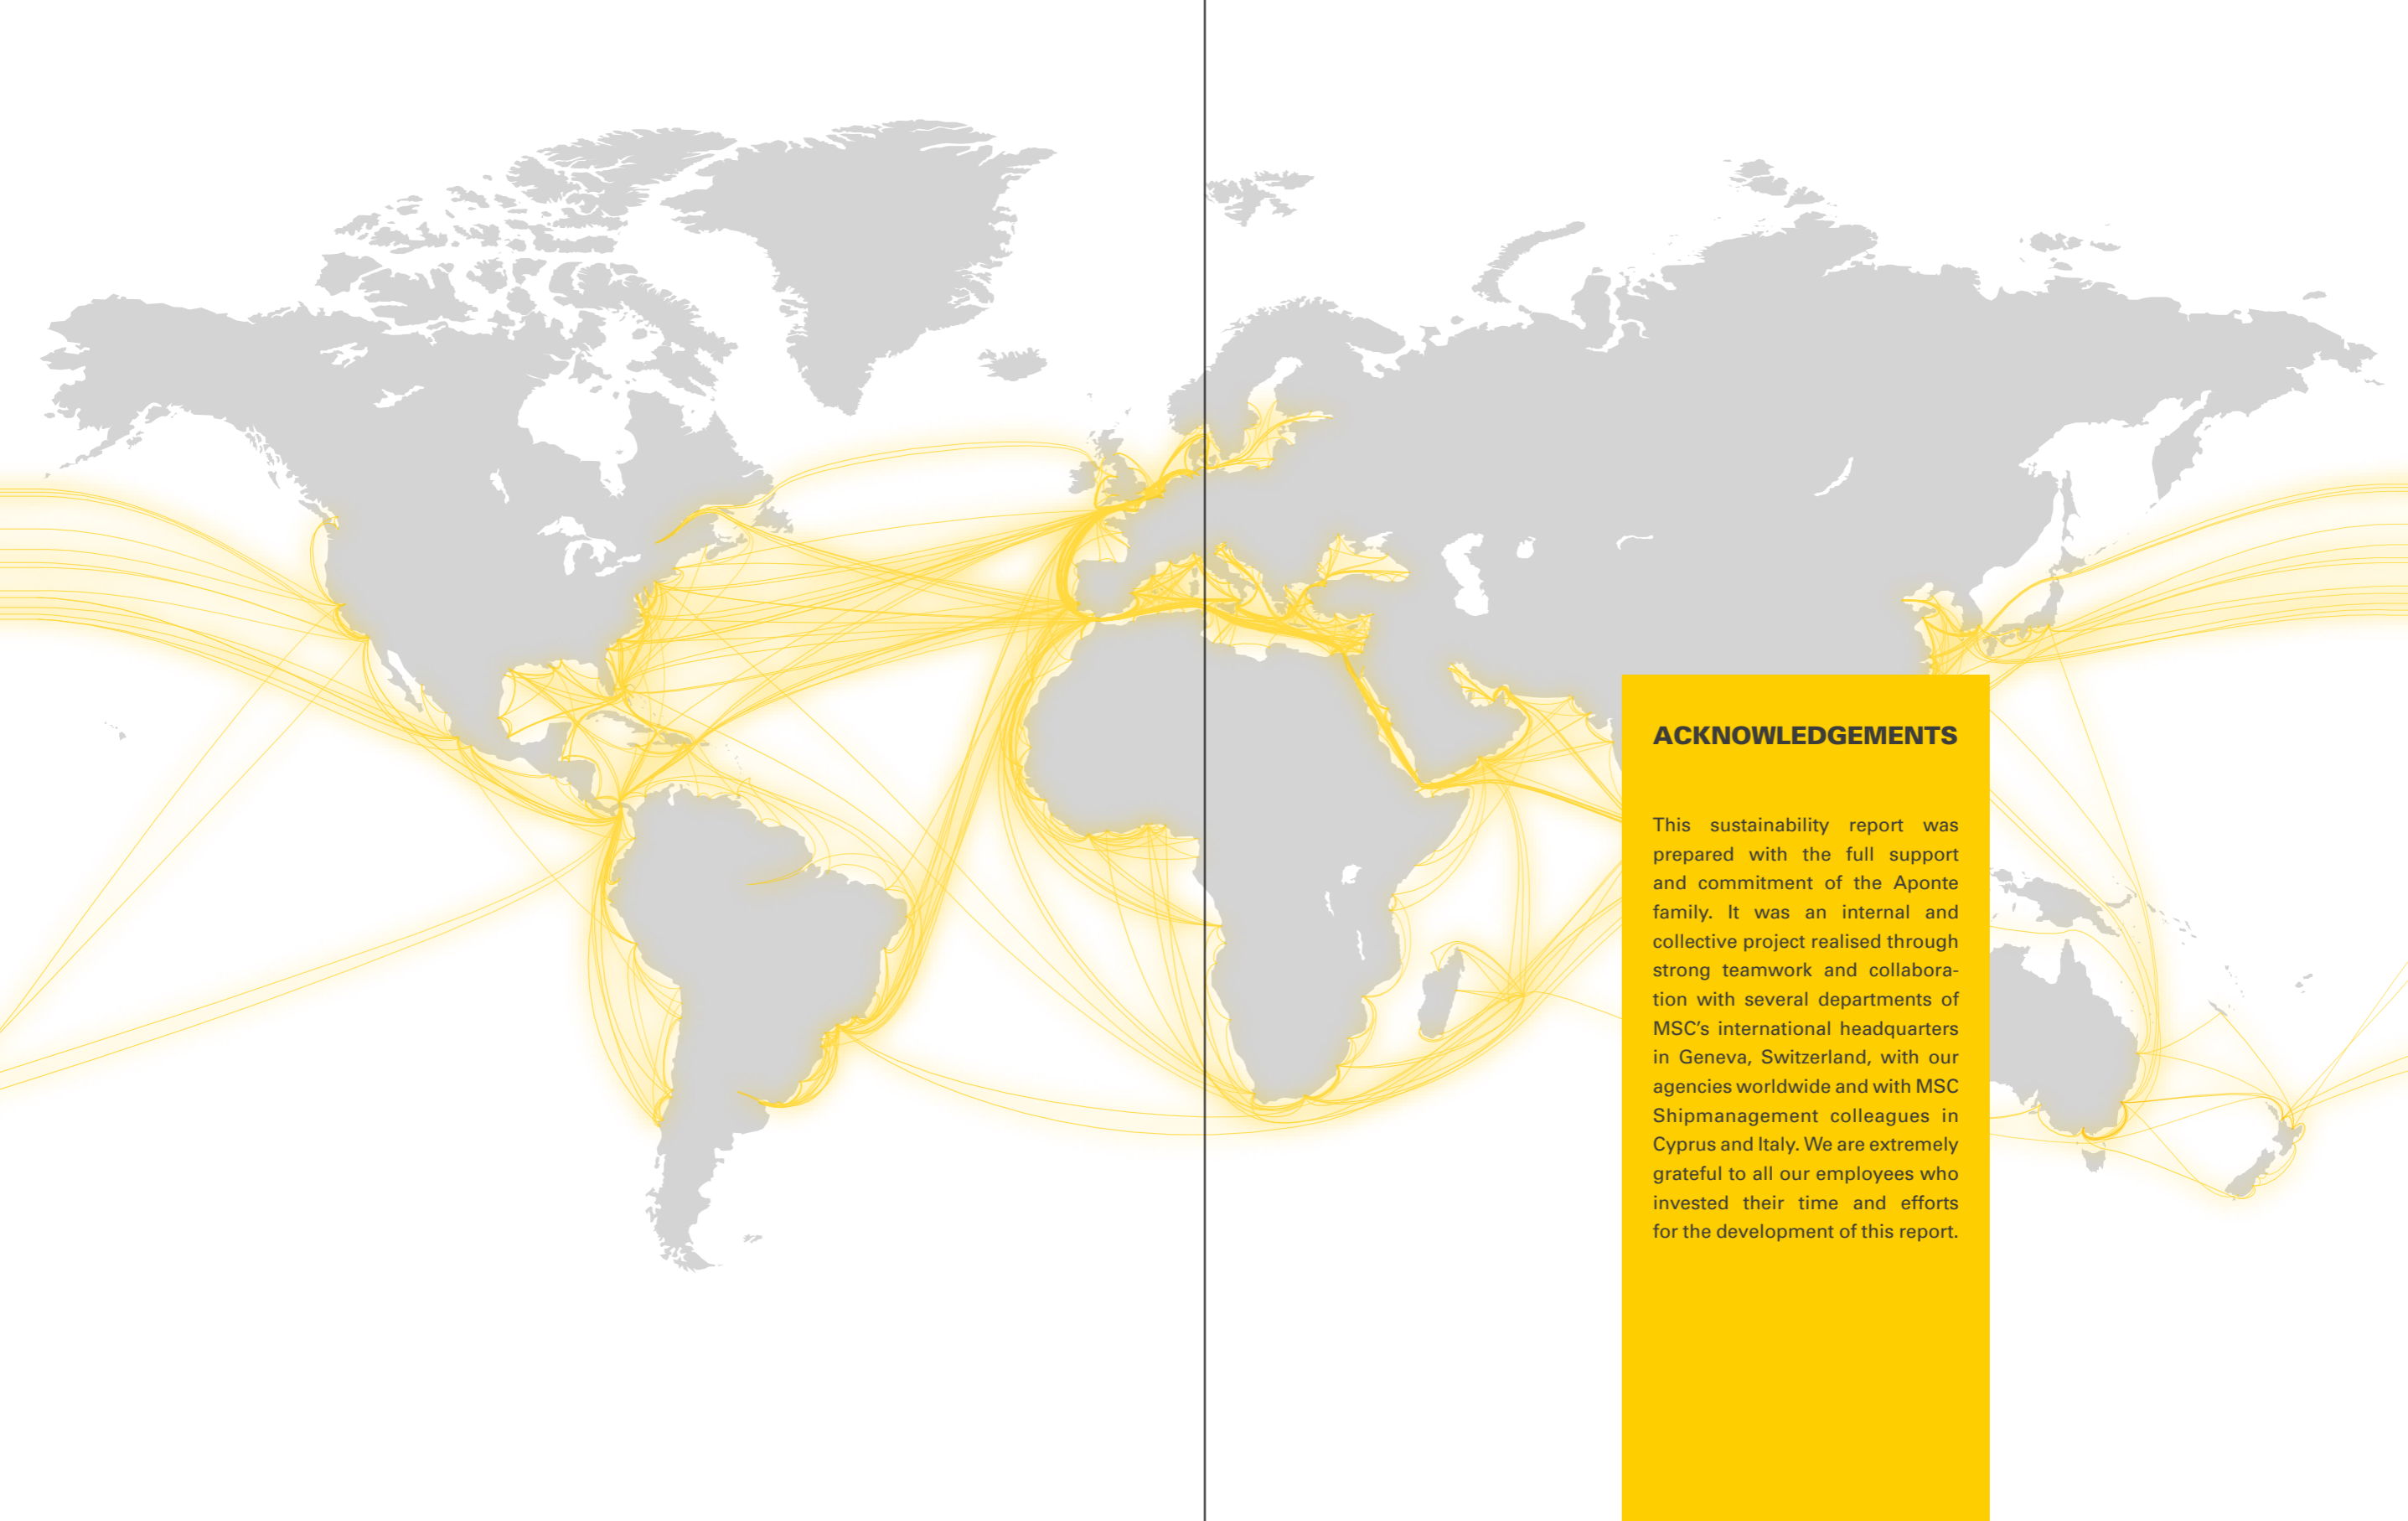 ACKNOWLEDGEMENTS
This sustainability report was
prepared with the full support
and commitment of the Aponte
family. It was an internal and
collective project realised through
strong teamwork and collabora-
tion with several departments of
MSC’s international headquarters
in Geneva, Switzerland, with our
agencies worldwide and with MSC
Shipmanagement colleagues in
Cyprus and Italy. We are extremely
grateful to all our employees who
invested their time and efforts
for the development of this report.